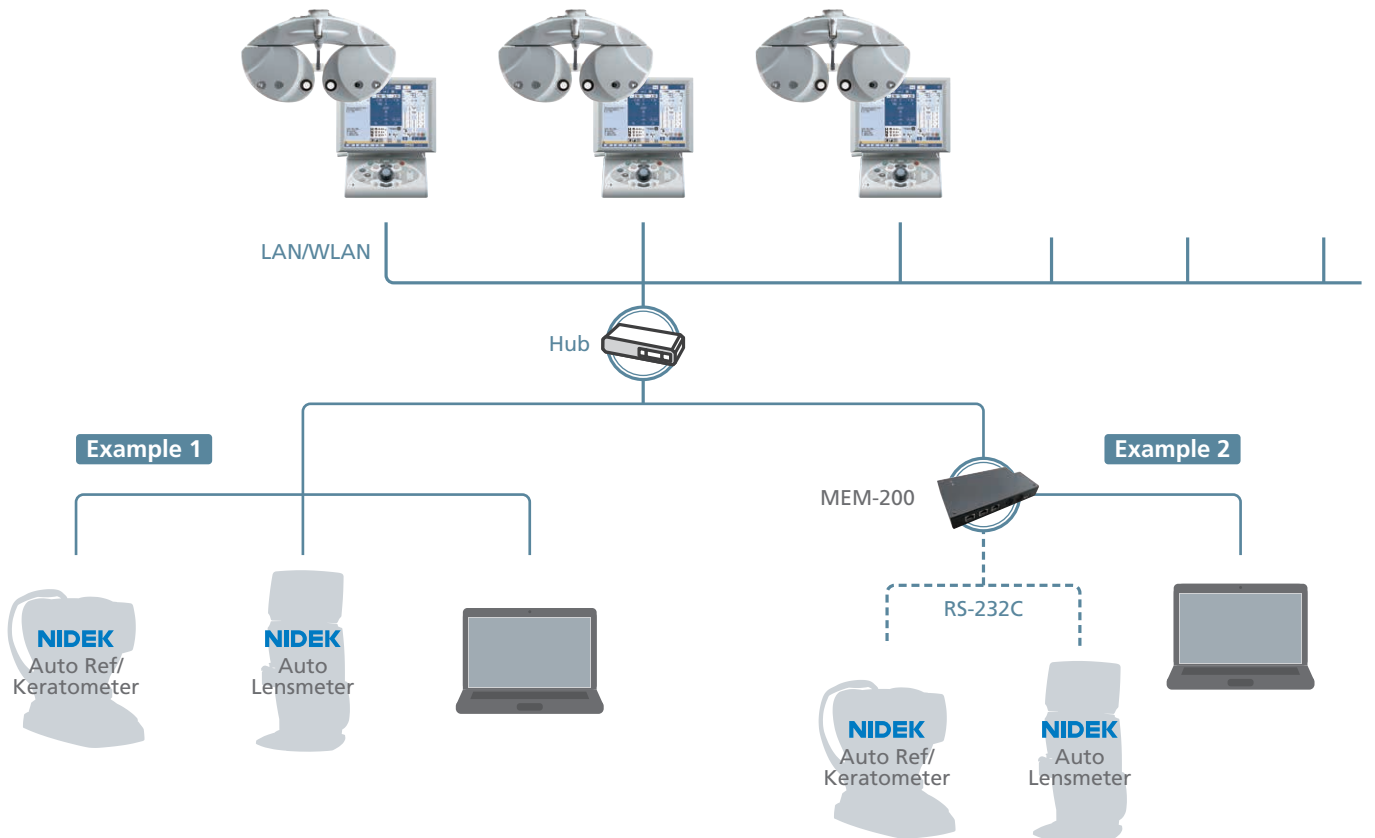 LAN/WLAN
Hub
Example 1
Example 2
MEM-200
RS-232C
NIDEK
Auto Ref/
Keratometer
NIDEK
Auto
Lensmeter
NIDEK
Auto Ref/
Keratometer
NIDEK
Auto
Lensmeter